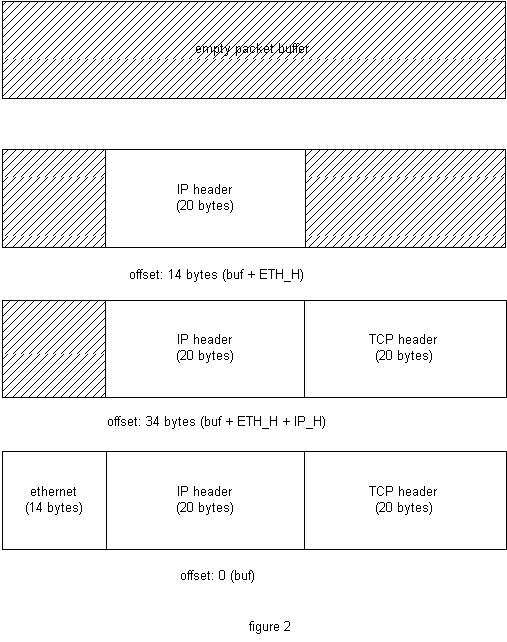 empty packet buffer
IP header
(20 bytes)
offset: 14 bytes (buf + ETH_H)
IP header
(20 bytes)
TCP header
(20 bytes)
offset: 34 bytes (buf + ETH_H + IP_H)
ethernet
(14 bytes)
IP header
(20 bytes)
TCP header
(20 bytes)
offset: 0 (buf)
figure 2